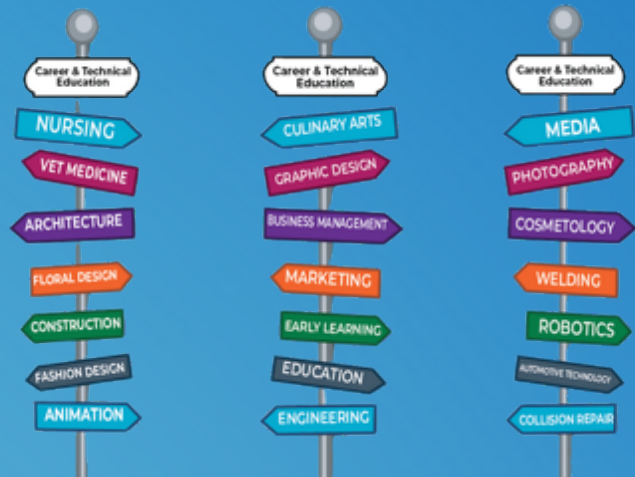 Career & Technical
Education
NURSING
VET MEDICINE
ARCHITECTURE
FLORAL DESIGN
CONSTRUCTION
FASHION DESIGN
ANIMATION
Career & Technical
Education
CULINARY ARTS
GRAPHIC DESIGN
BUSINESS MANAGEMENT
MARKETING
EARLY LEARNING
EDUCATION
ENGINEERING
Career & Technical
Education
MEDIA
PHOTOGRAPHY
COSMETOLOGY
WELDING
ROBOTICS
AUTOMOTIVE TECHNOLOGY
COLLISION REPAIR